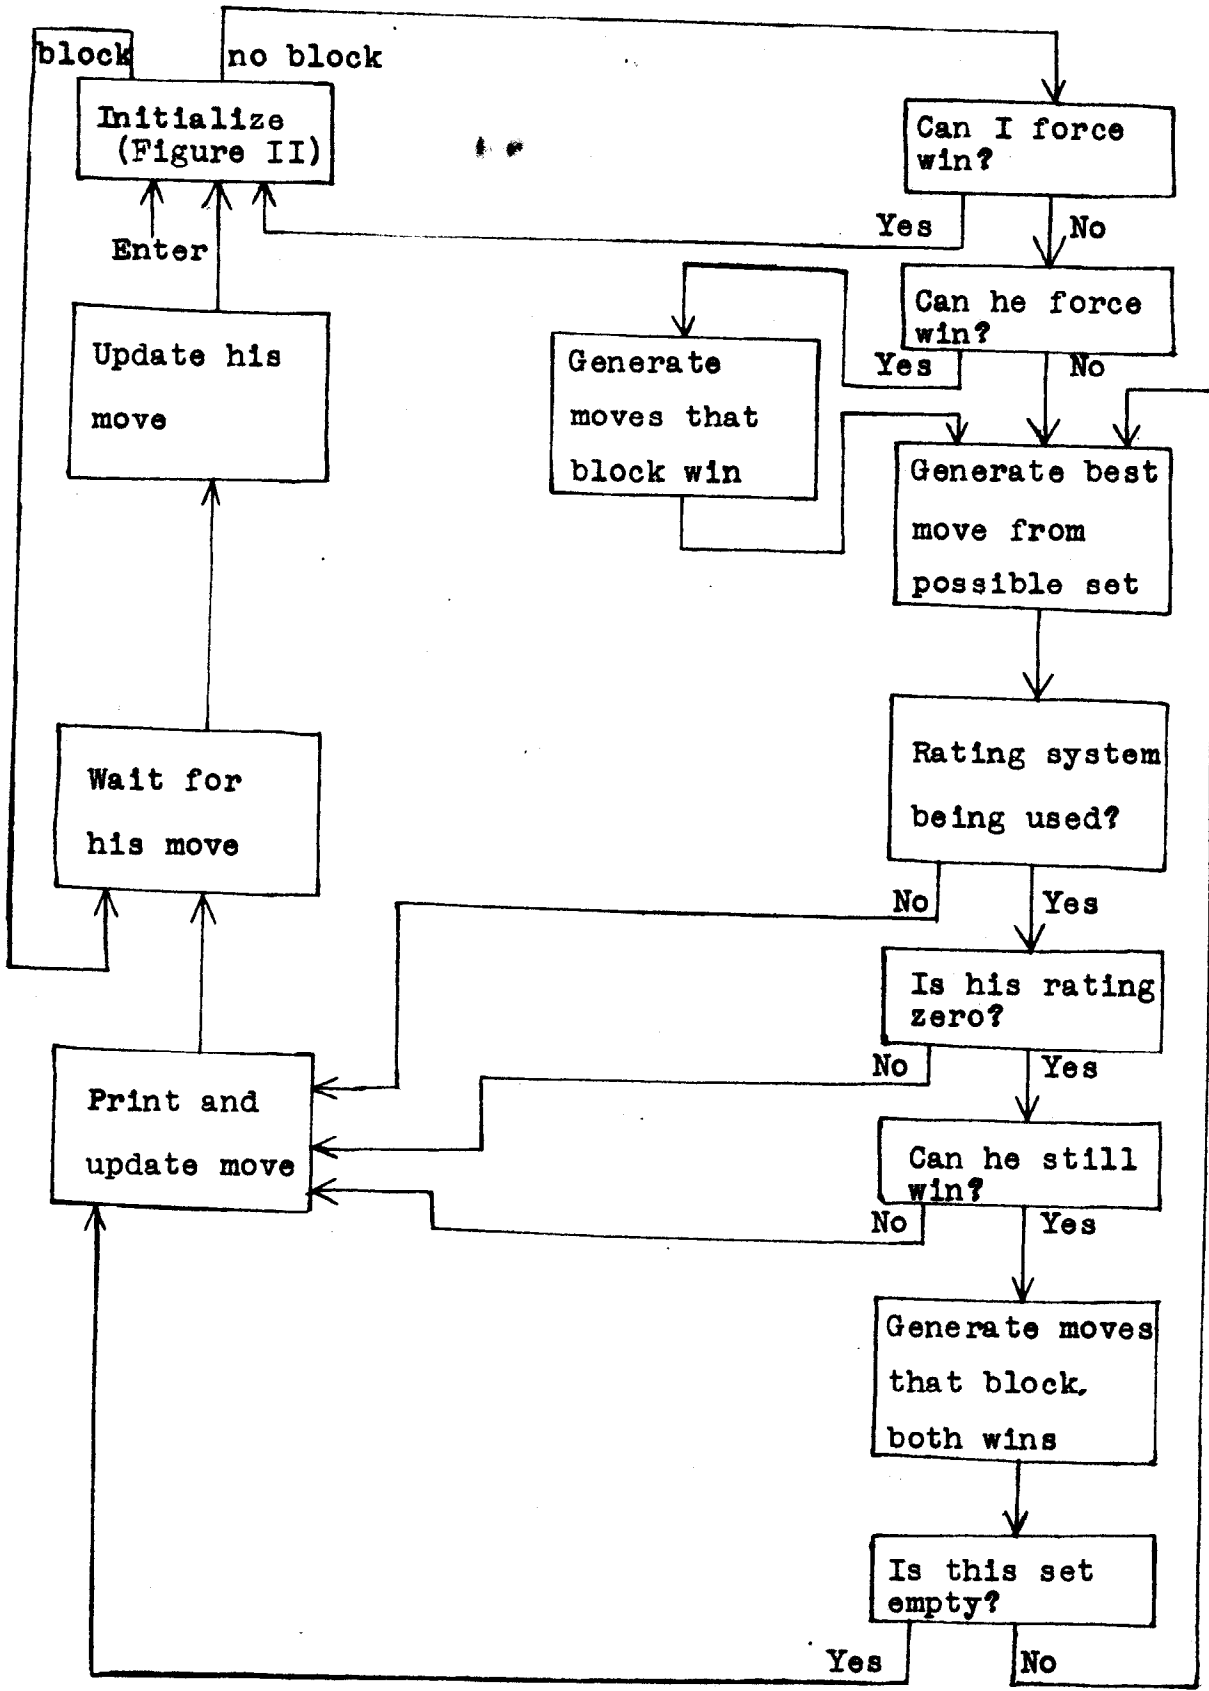 block
no block
Initialize
(Figure II)
Enter
Can I force
win?
Yes
No
Can he force
win?
Yes
No
Generate
moves that
block win
Update his
move
Generate best
move from
possible set
Rating system
being used?
No
Yes
Wait for
his move
Is his rating
zero?
No
Yes
Print and
update move
Can he still
win?
No
Yes
Generate moves
that block,
both wins
Is this set
empty?
Yes
No